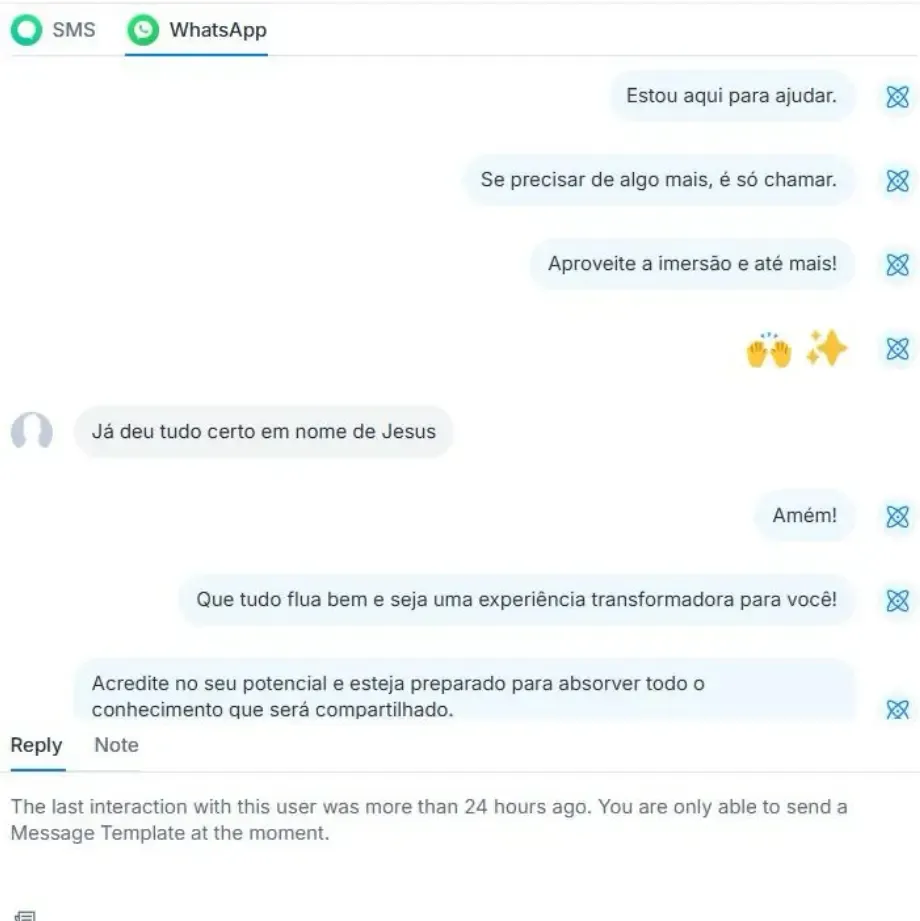 SMS WhatsApp
Estou aqui para ajudar.
Se precisar de algo mais, é só chamar.
Aproveite a imersão e até mais!
🙌 ✨
Já deu tudo certo em nome de Jesus
Amém!
Que tudo flua bem e seja uma experiência transformadora para você!
Acredite no seu potencial e esteja preparado para absorver todo o
conhecimento que será compartilhado.
Reply Note
The last interaction with this user was more than 24 hours ago. You are only able to send a
Message Template at the moment.